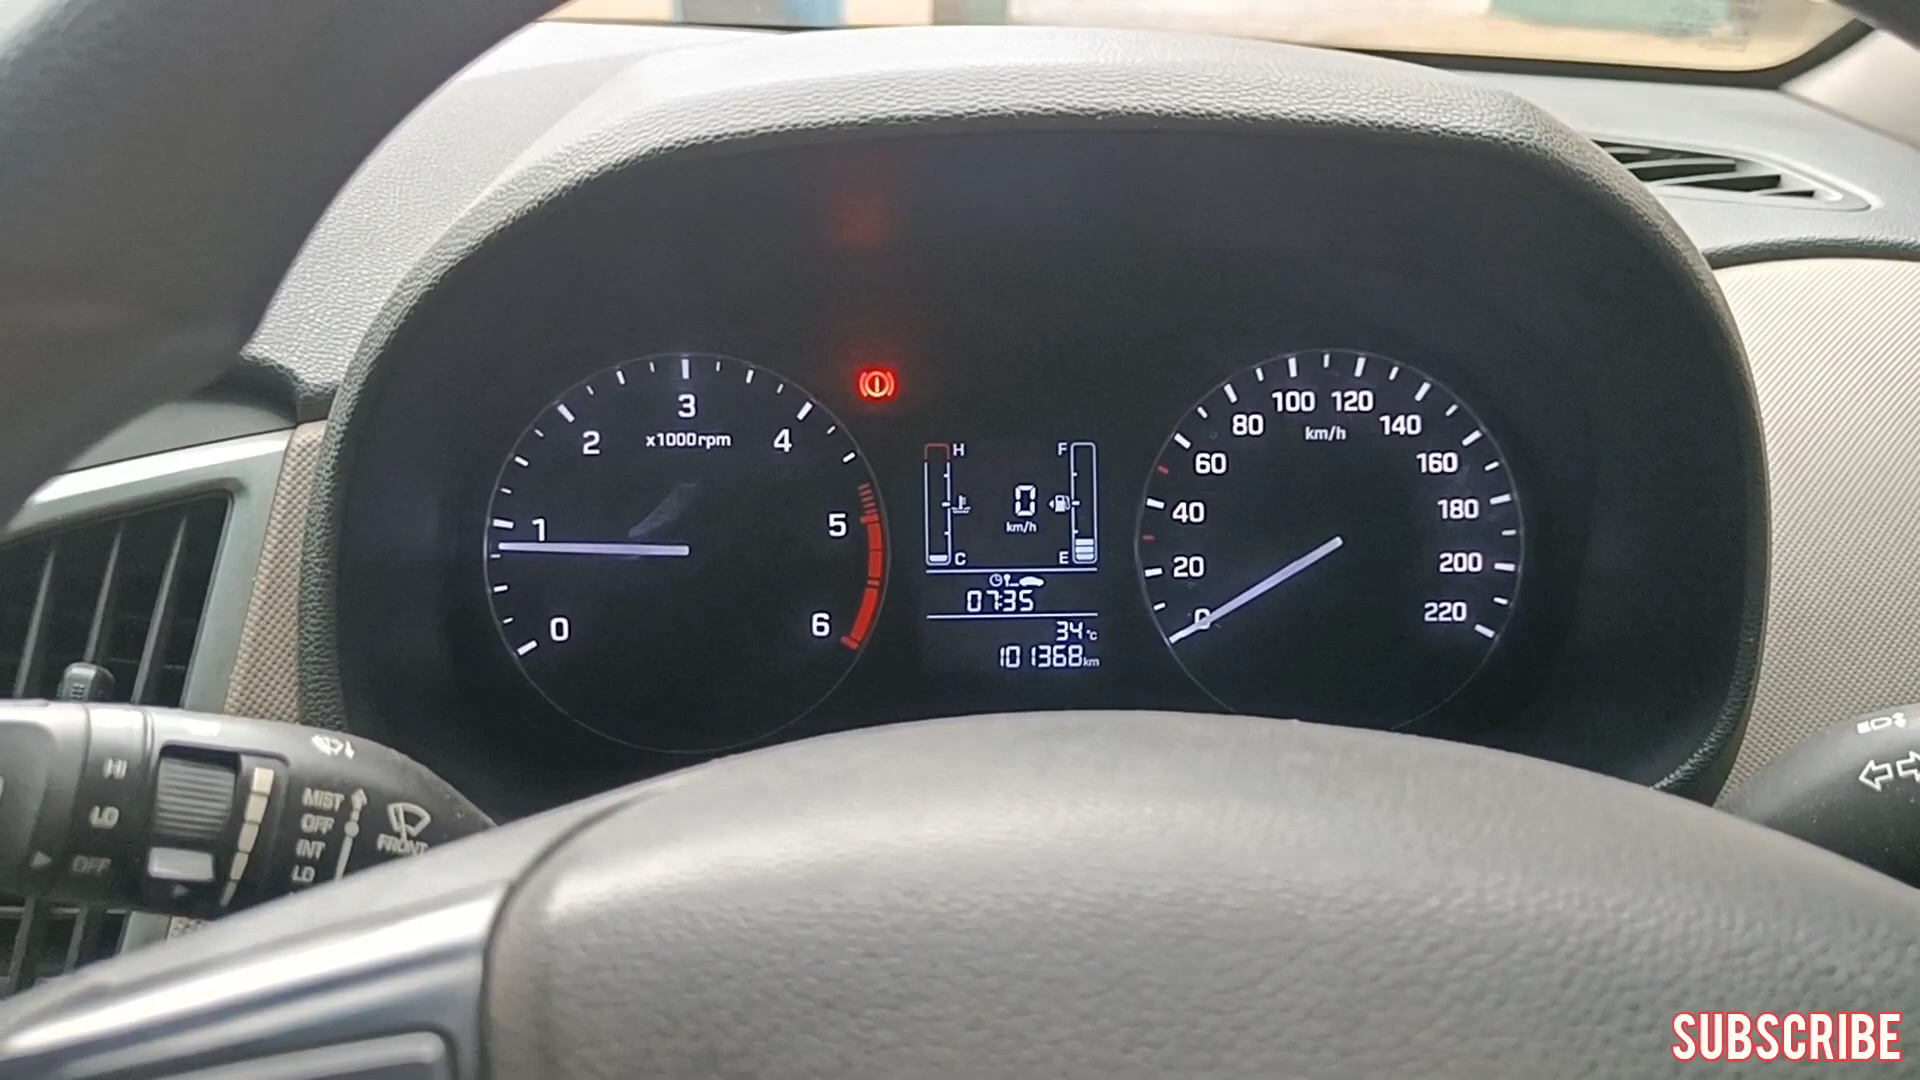 3
2
4
x1000rpm
1
5
0
6
H
F
0
km/h
C
E
07:35
34°c
101368km
100
120
80
140
km/h
60
160
40
180
20
200
0
220
HI
LO
OFF
MIST
OFF
INT
LO
FRONT
SUBSCRIBE